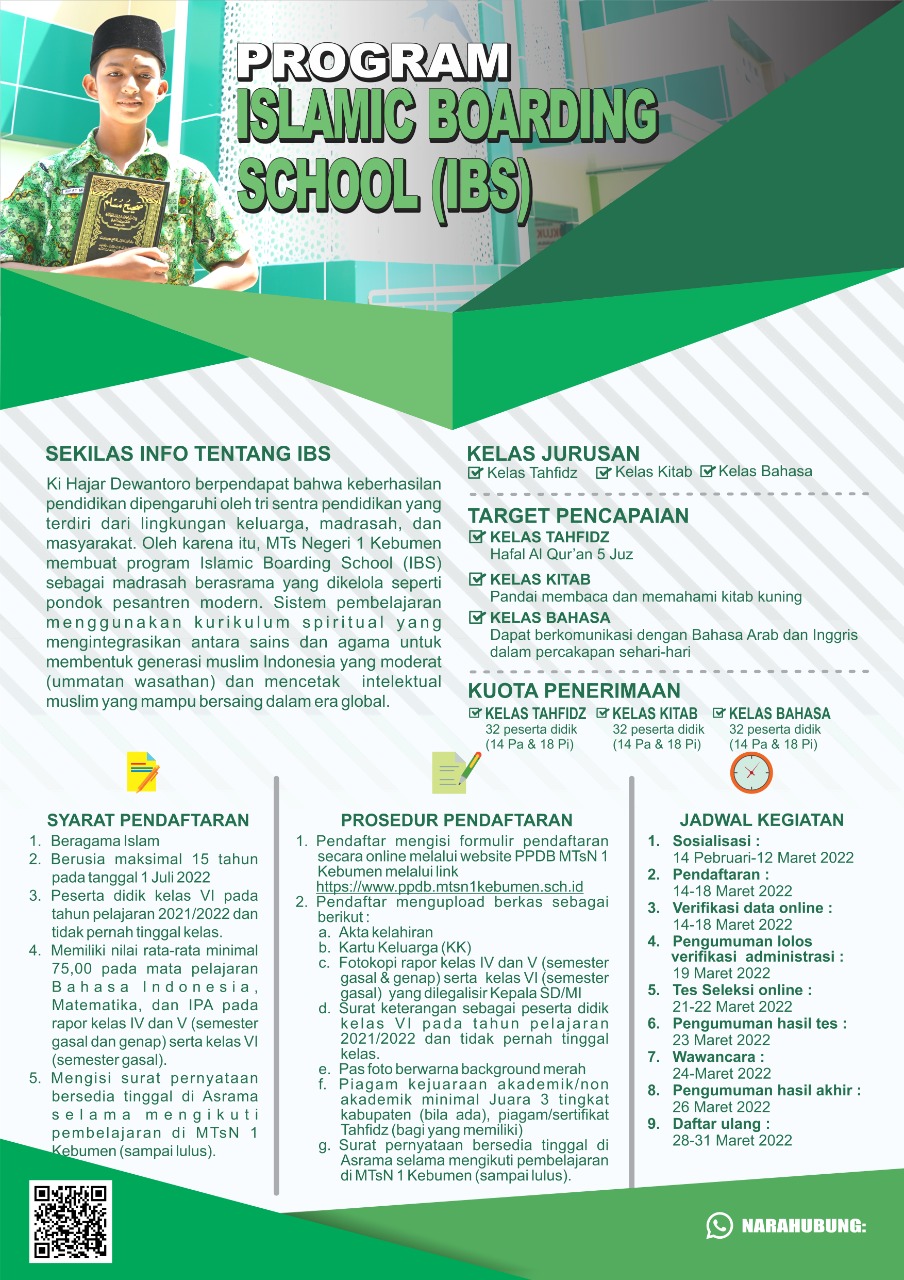 PROGRAM
ISLAMIC BOARDING
SCHOOL (IBS)
صحيح مسلم
SEKILAS INFO TENTANG IBS
Ki Hajar Dewantoro berpendapat bahwa keberhasilan
pendidikan dipengaruhi oleh tri sentra pendidikan yang
terdiri dari lingkungan keluarga, madrasah, dan
masyarakat. Oleh karena itu, MTs Negeri 1 Kebumen
membuat program Islamic Boarding School (IBS)
sebagai madrasah berasrama yang dikelola seperti
pondok pesantren modern. Sistem pembelajaran
menggunakan kurikulum spiritual yang
mengintegrasikan antara sains dan agama untuk
membentuk generasi muslim Indonesia yang moderat
(ummatan wasathan) dan mencetak intelektual
muslim yang mampu bersaing dalam era global.
KELAS JURUSAN
Kelas Tahfidz Kelas Kitab Kelas Bahasa
TARGET PENCAPAIAN
KELAS TAHFIDZ
Hafal Al Qur'an 5 Juz
KELAS KITAB
Pandai membaca dan memahami kitab kuning
KELAS BAHASA
Dapat berkomunikasi dengan Bahasa Arab dan Inggris
dalam percakapan sehari-hari
KUOTA PENERIMAAN
KELAS TAHFIDZ KELAS KITAB KELAS BAHASA
32 peserta didik 32 peserta didik 32 peserta didik
(14 Pa & 18 Pi) (14 Pa & 18 Pi) (14 Pa & 18 Pi)
SYARAT PENDAFTARAN
1. Beragama Islam
2. Berusia maksimal 15 tahun
pada tanggal 1 Juli 2022
3. Peserta didik kelas VI pada
tahun pelajaran 2021/2022 dan
tidak pernah tinggal kelas.
4. Memiliki nilai rata-rata minimal
75,00 pada mata pelajaran
Bahasa Indonesia,
Matematika, dan IPA pada
rapor kelas IV dan V (semester
gasal dan genap) serta kelas VI
(semester gasal).
5. Mengisi surat pernyataan
bersedia tinggal di Asrama
selama mengikuti
pembelajaran di MTsN 1
Kebumen (sampai lulus).
PROSEDUR PENDAFTARAN
1. Pendaftar mengisi formulir pendaftaran
secara online melalui website PPDB MTsN 1
Kebumen melalui link
https://www.ppdb.mtsn1kebumen.sch.id
2. Pendaftar mengupload berkas sebagai
berikut :
a. Akta kelahiran
b. Kartu Keluarga (KK)
c. Fotokopi rapor kelas IV dan V (semester
gasal & genap) serta kelas VI (semester
gasal) yang dilegalisir Kepala SD/MI
d. Surat keterangan sebagai peserta didik
kelas VI pada tahun pelajaran
2021/2022 dan tidak pernah tinggal
kelas.
e. Pas foto berwarna background merah
f. Piagam kejuaraan akademik/non
akademik minimal Juara 3 tingkat
kabupaten (bila ada), piagam/sertifikat
Tahfidz (bagi yang memiliki)
g. Surat pernyataan bersedia tinggal di
Asrama selama mengikuti pembelajaran
di MTsN 1 Kebumen (sampai lulus).
JADWAL KEGIATAN
1. Sosialisasi :
14 Pebruari-12 Maret 2022
2. Pendaftaran :
14-18 Maret 2022
3. Verifikasi data online :
14-18 Maret 2022
4. Pengumuman lolos
verifikasi administrasi :
19 Maret 2022
5. Tes Seleksi online :
21-22 Maret 2022
6. Pengumuman hasil tes :
23 Maret 2022
7. Wawancara :
24-Maret 2022
8. Pengumuman hasil akhir :
26 Maret 2022
9. Daftar ulang :
28-31 Maret 2022
NARAHUBUNG: